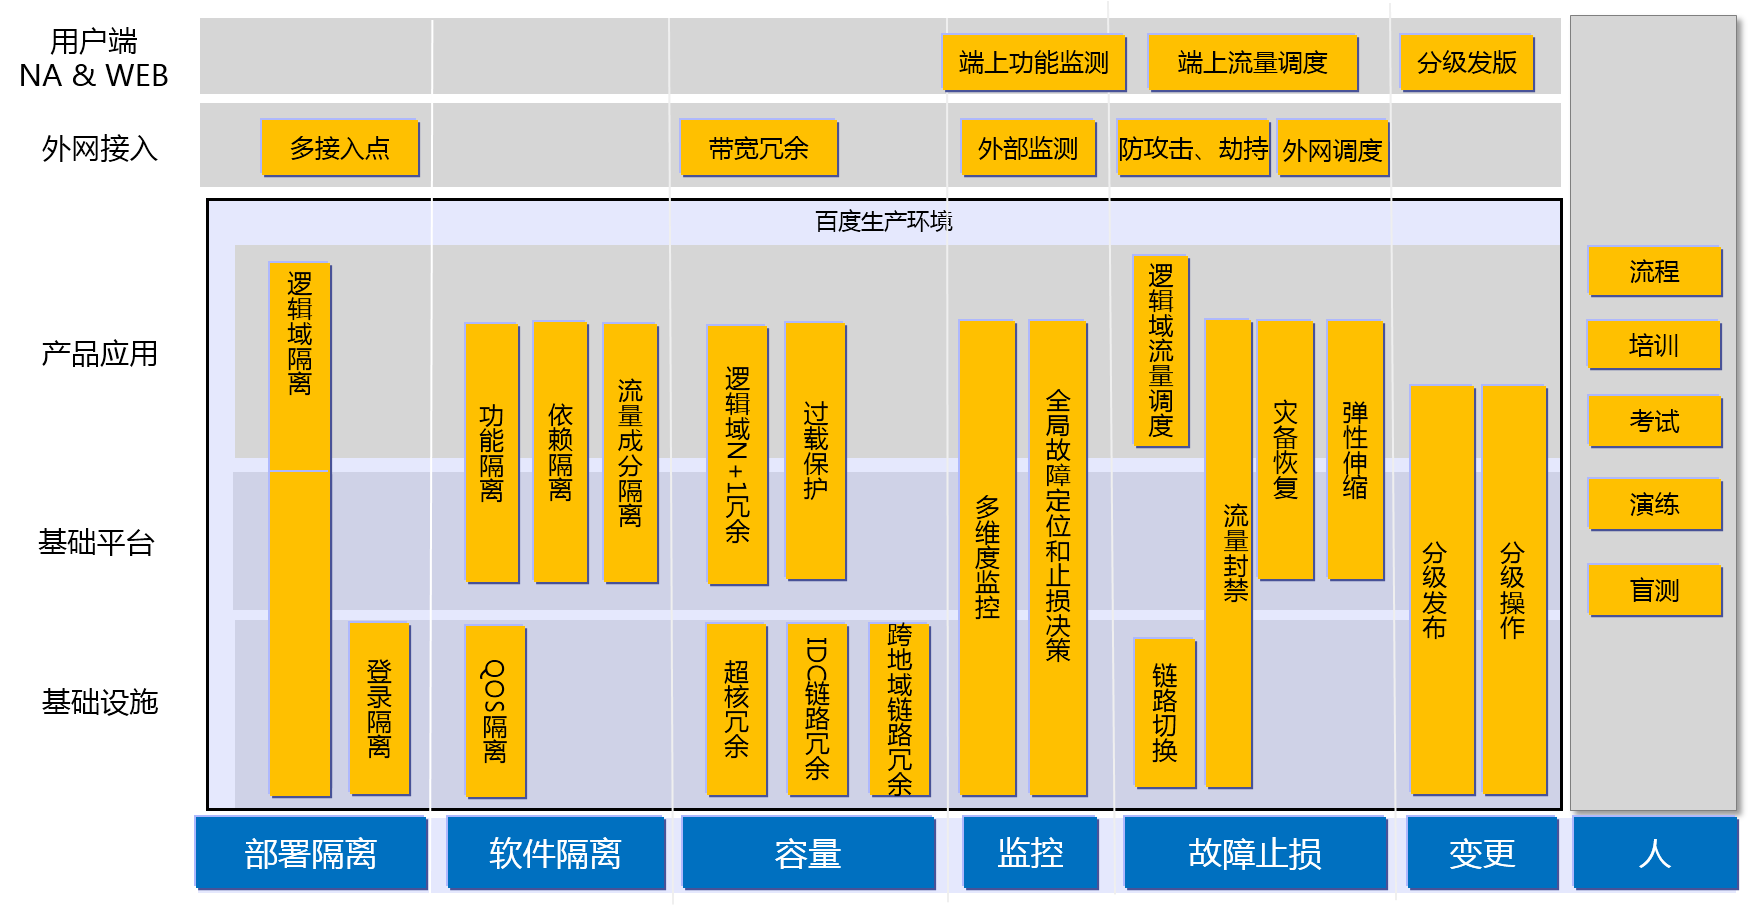 用户端
NA & WEB
端上功能监测
端上流量调度
分级发版
外网接入
多接入点
带宽冗余
外部监测
防攻击、劫持
外网调度
百度生产环境
产品应用
基础平台
基础设施
逻辑域隔离
登录隔离
功能隔离
依赖隔离
流量成分隔离
QOS隔离
逻辑域N+1冗余
过载保护
超核冗余
IDC链路冗余
跨地域链路冗余
多维度监控
全局故障定位和止损决策
逻辑域流量调度
链路切换
流量封禁
灾备恢复
弹性伸缩
分级发布
分级操作
流程
培训
考试
演练
盲测
部署隔离
软件隔离
容量
监控
故障止损
变更
人